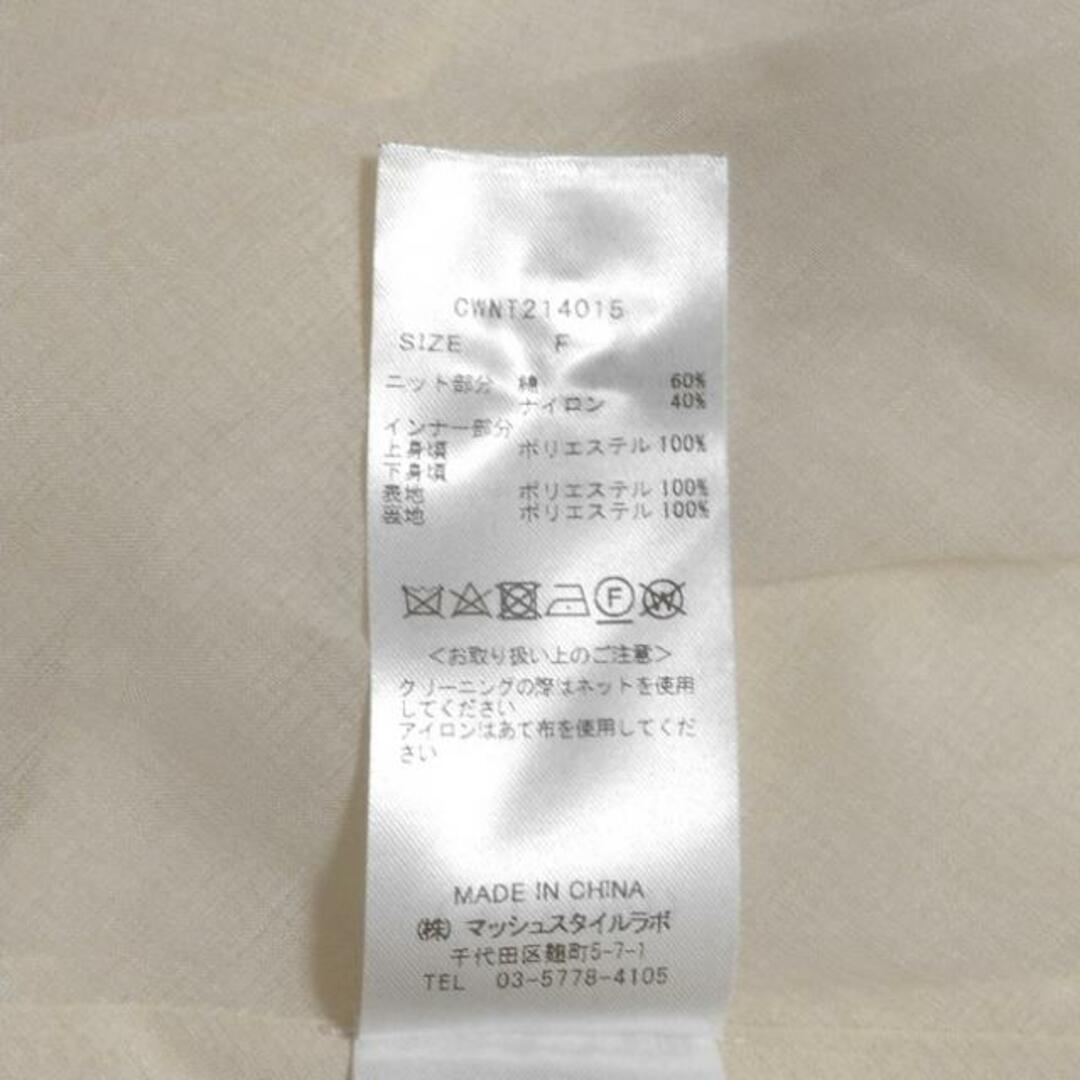 CWNT214015
SIZE F
ニット部分 綿 60%
ナイロン 40%
インナー部分
上身頃 ポリエステル 100%
下身頃
表地 ポリエステル 100%
裏地 ポリエステル 100%
F W
<お取り扱い上のご注意>
クリーニングの際はネットを使用
してください
アイロンはあて布を使用してくだ
さい
MADE IN CHINA
(株) マッシュスタイルラボ
千代田区麹町5-7-1
TEL 03-5778-4105